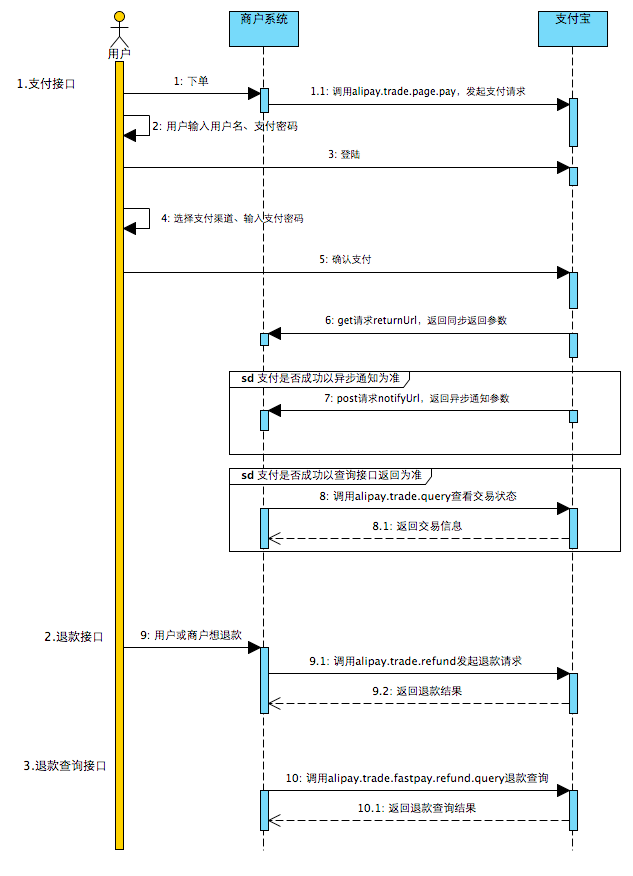 商户系统
支付宝
用户
1.支付接口
1: 下单
1.1: 调用alipay.trade.page.pay，发起支付请求
2: 用户输入用户名、支付密码
3: 登陆
4: 选择支付渠道、输入支付密码
5: 确认支付
6: get请求returnUrl，返回同步返回参数
sd 支付是否成功以异步通知为准
7: post请求notifyUrl，返回异步通知参数
sd 支付是否成功以查询接口返回为准
8: 调用alipay.trade.query查看交易状态
8.1: 返回交易信息
2.退款接口
9: 用户或商户想退款
9.1: 调用alipay.trade.refund发起退款请求
9.2: 返回退款结果
3.退款查询接口
10: 调用alipay.trade.fastpay.refund.query退款查询
10.1: 返回退款查询结果